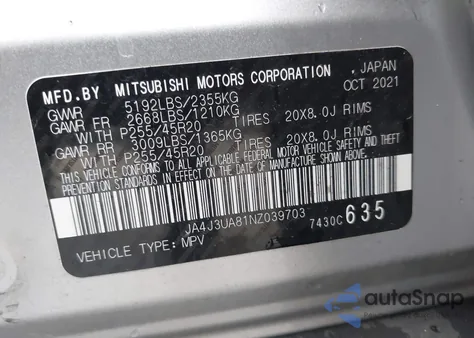 MFD.BY MITSUBISHI MOTORS CORPORATION , JAPAN
GWVR 5192LBS/2355KG OCT 2021
GAWR FR 2668LBS/1210KG
WITH P255/45R20 TIRES 20X8.0J RIMS
GAWR RR 3009LBS/1365KG
WITH P255/45R20 TIRES 20X8.0J RIMS
THIS VEHICLE CONFORMS TO ALL APPLICABLE FEDERAL MOTOR VEHICLE SAFETY
AND THEFT PREVENTION STANDARDS IN EFFECT ON THE DATE OF MANUFACTURE SHOWN ABOVE.
JA4J3UA81NZ039703 7430C635
VEHICLE TYPE: MPV
autoSnap